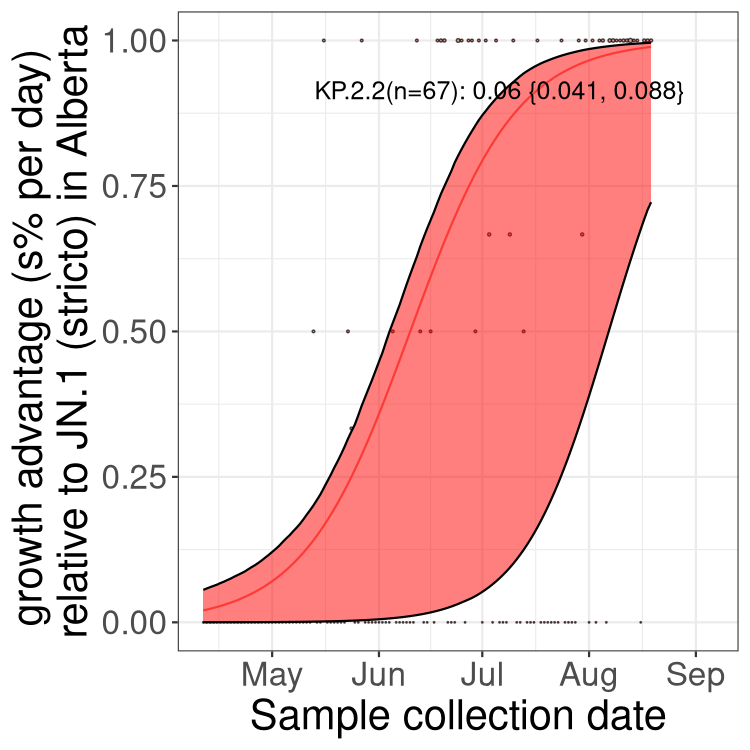 growth advantage (s% per day)
relative to JN.1 (stricto) in Alberta
1.00
0.75
0.50
0.25
0.00
KP.2.2(n=67): 0.06 {0.041, 0.088}
May Jun Jul Aug Sep
Sample collection date